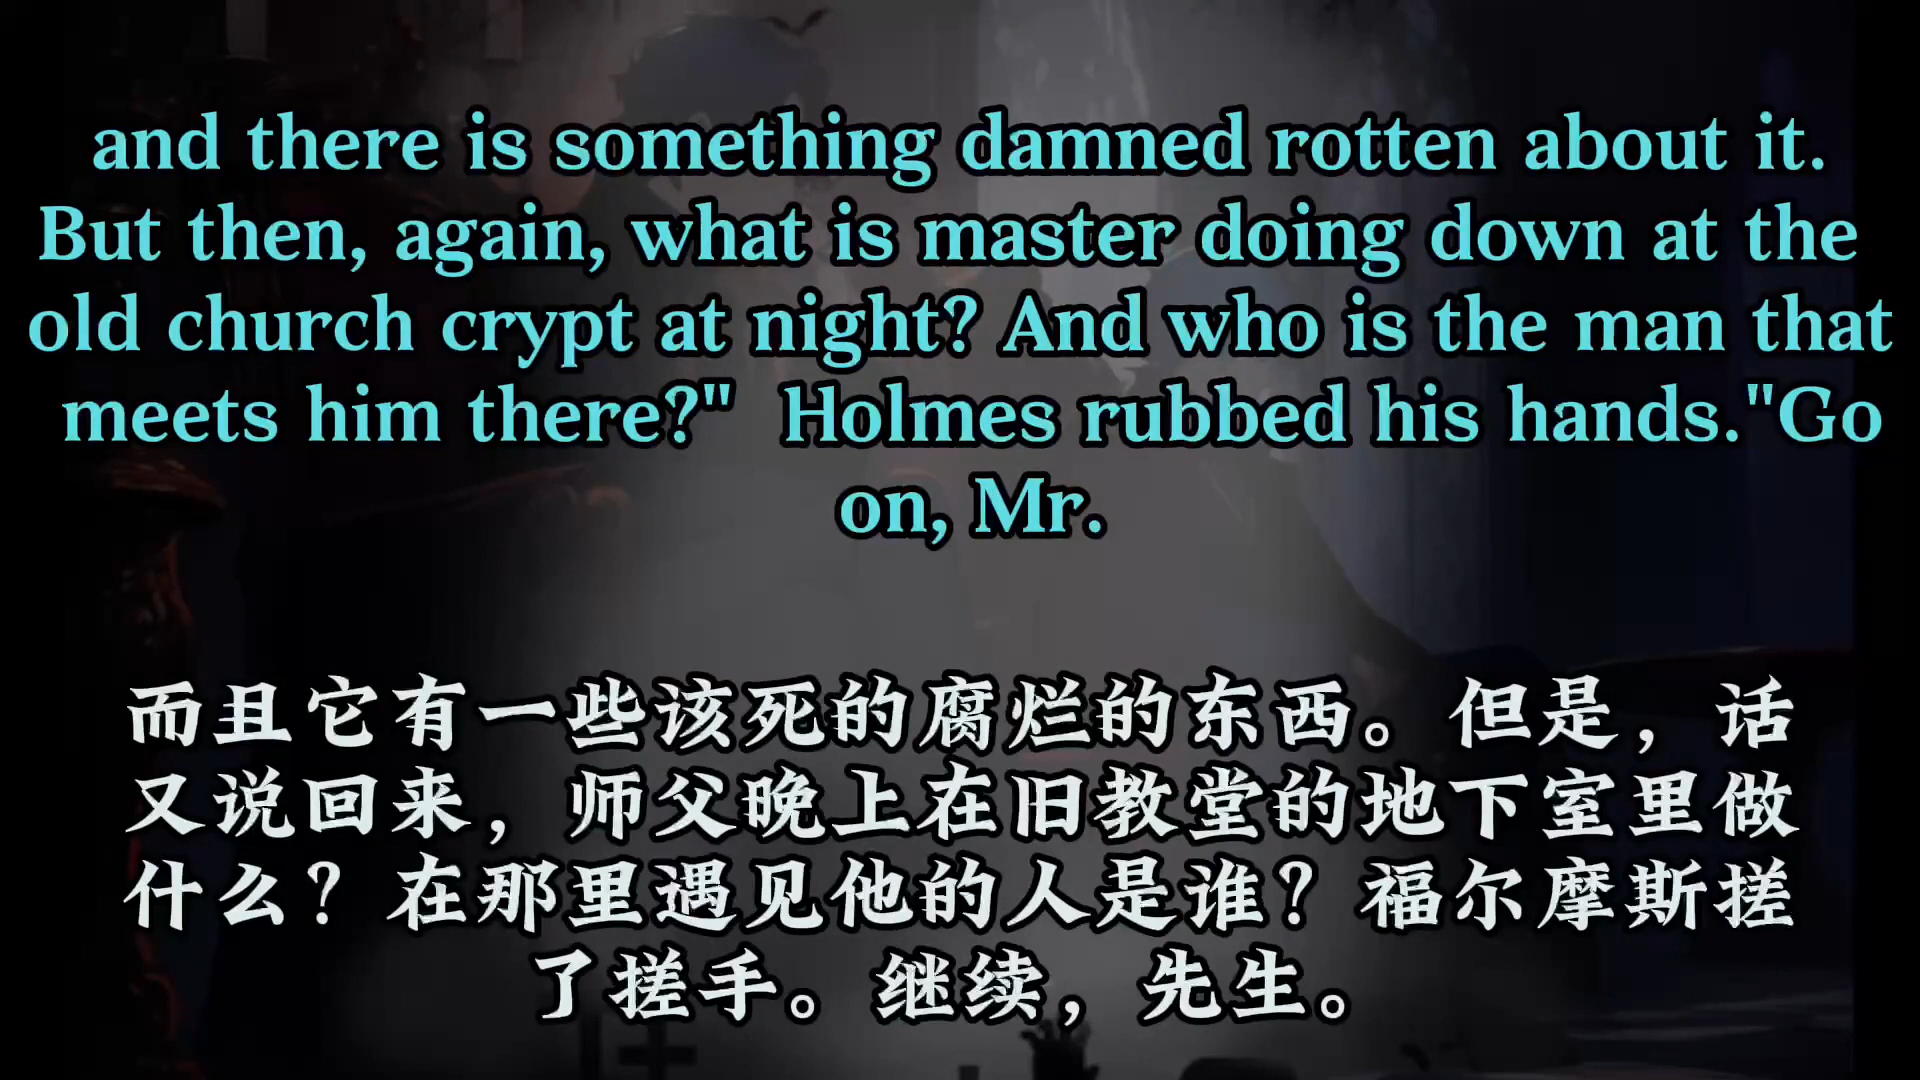 and there is something damned rotten about it.
But then, again, what is master doing down at the
old church crypt at night? And who is the man that
meets him there?"  Holmes rubbed his hands."Go
on, Mr.
而且它有一些该死的腐烂的东西。但是，话
又说回来，师父晚上在旧教堂的地下室里做
什么？在那里遇见他的人是谁？福尔摩斯搓
了搓手。继续，先生。